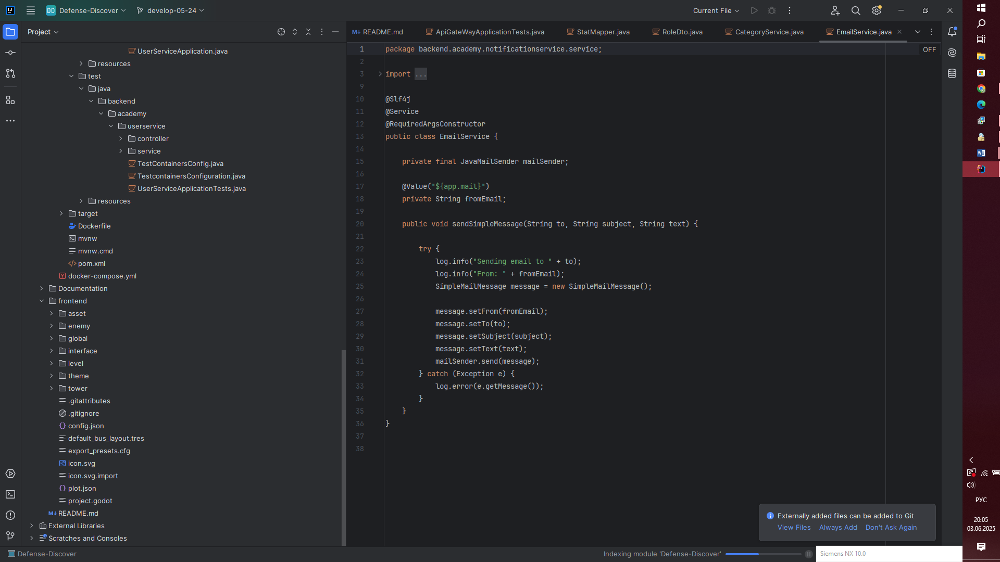 DD Defense-Discover develop-05-24 Current File
Project
UserServiceApplication.java
resources
test
java
backend
academy
userservice
controller
service
TestContainersConfig.java
TestcontainersConfiguration.java
UserServiceApplicationTests.java
resources
target
Dockerfile
mvnw
mvnw.cmd
pom.xml
docker-compose.yml
Documentation
frontend
asset
enemy
global
interface
level
theme
tower
.gitattributes
.gitignore
config.json
default_bus_layout.tres
export_presets.cfg
icon.svg
icon.svg.import
plot.json
project.godot
README.md
External Libraries
Scratches and Consoles
README.md ApiGateWayApplicationTests.java StatMapper.java RoleDto.java CategoryService.java EmailService.java
OFF
1 package backend.academy.notificationservice.service;
2
3 import ...
9
10 @Slf4j
11 @Service
12 @RequiredArgsConstructor
13 public class EmailService {
14
15 private final JavaMailSender mailSender;
16
17 @Value("${app.mail}")
18 private String fromEmail;
19
20 public void sendSimpleMessage(String to, String subject, String text) {
21
22 try {
23 log.info("Sending email to " + to);
24 log.info("From: " + fromEmail);
25 SimpleMailMessage message = new SimpleMailMessage();
26
27 message.setFrom(fromEmail);
28 message.setTo(to);
29 message.setSubject(subject);
30 message.setText(text);
31 mailSender.send(message);
32 } catch (Exception e) {
33 log.error(e.getMessage());
34 }
35 }
36 }
37
38
Externally added files can be added to Git
View Files Always Add Don't Ask Again
Defense-Discover
Indexing module 'Defense-Discover'
Siemens NX 10.0
РУС
20:05
03.06.2025